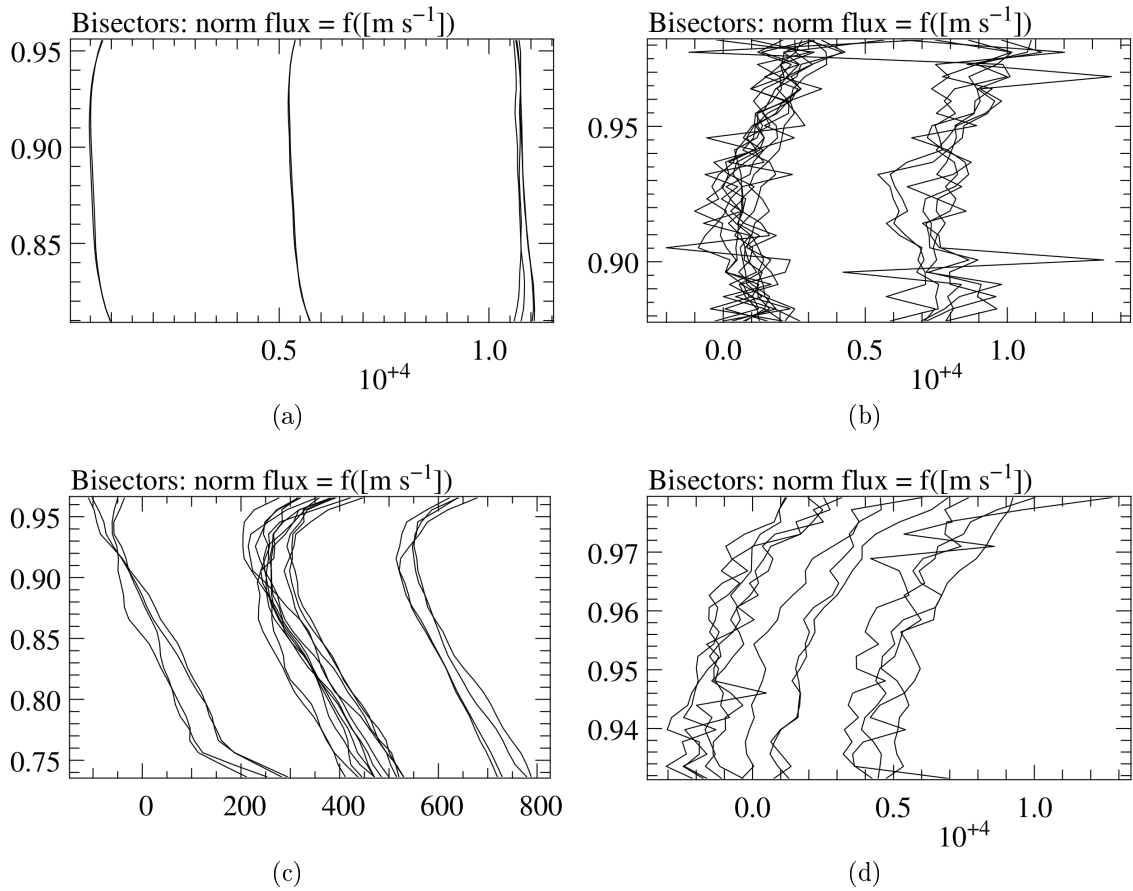 Bisectors: norm flux = f([m s⁻¹])
0.95
0.90
0.85
0.5 1.0
10⁺⁴
(a)
Bisectors: norm flux = f([m s⁻¹])
0.95
0.90
0.0 0.5 1.0
10⁺⁴
(b)
Bisectors: norm flux = f([m s⁻¹])
0.95
0.90
0.85
0.80
0.75
0 200 400 600 800
(c)
Bisectors: norm flux = f([m s⁻¹])
0.97
0.96
0.95
0.94
0.0 0.5 1.0
10⁺⁴
(d)